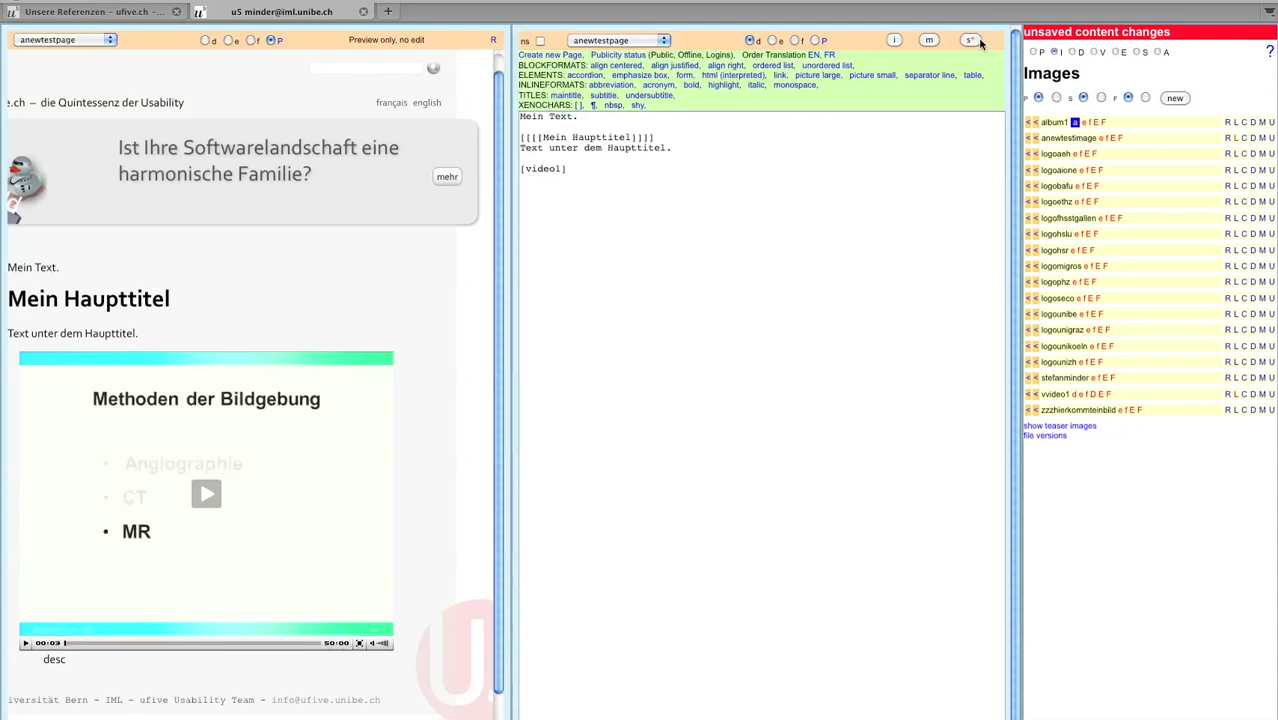 Unsere Referenzen - ufive.ch -...
u5 minder@iml.unibe.ch
anewtestpage
d e f P
Preview only, no edit
R
e.ch – die Quintessenz der Usability
français english
Ist Ihre Softwarelandschaft eine
harmonische Familie?
mehr
Mein Text.
Mein Haupttitel
Text unter dem Haupttitel.
Methoden der Bildgebung
• Angiographie
• CT
• MR
00:03
50:00
desc
iversität Bern - IML - ufive Usability Team - info@ufive.unibe.ch
ns
anewtestpage
d e f P
i
m
s*
Create new Page, Publicity status (Public, Offline, Logins), Order Translation EN, FR
BLOCKFORMATS: align centered, align justified, align right, ordered list, unordered list,
ELEMENTS: accordion, emphasize box, form, html (interpreted), link, picture large, picture small, separator line, table,
INLINEFORMATS: abbreviation, acronym, bold, highlight, italic, monospace,
TITLES: maintitle, subtitle, undersubtitle,
XENOCHARS: [ ], ¶, nbsp, shy,
Mein Text.
[[[[Mein Haupttitel]]]]
Text unter dem Haupttitel.
[video1]
unsaved content changes
P I D V E S A
?
Images
P S F new
< < album1 a e f E F R L C D M U
< < anewtestimage e f E F R L C D M U
< < logoaeh e f E F R L C D M U
< < logoaione e f E F R L C D M U
< < logobafu e f E F R L C D M U
< < logoethz e f E F R L C D M U
< < logofhsstgallen e f E F R L C D M U
< < logohslu e f E F R L C D M U
< < logohsr e f E F R L C D M U
< < logomigros e f E F R L C D M U
< < logophz e f E F R L C D M U
< < logoseco e f E F R L C D M U
< < logounibe e f E F R L C D M U
< < logounigraz e f E F R L C D M U
< < logounikoeln e f E F R L C D M U
< < logounizh e f E F R L C D M U
< < stefanminder e f E F R L C D M U
< < vvideo1 d e f D E F R L C D M U
< < zzzhierkommteinbild e f E F R L C D M U
show teaser images
file versions